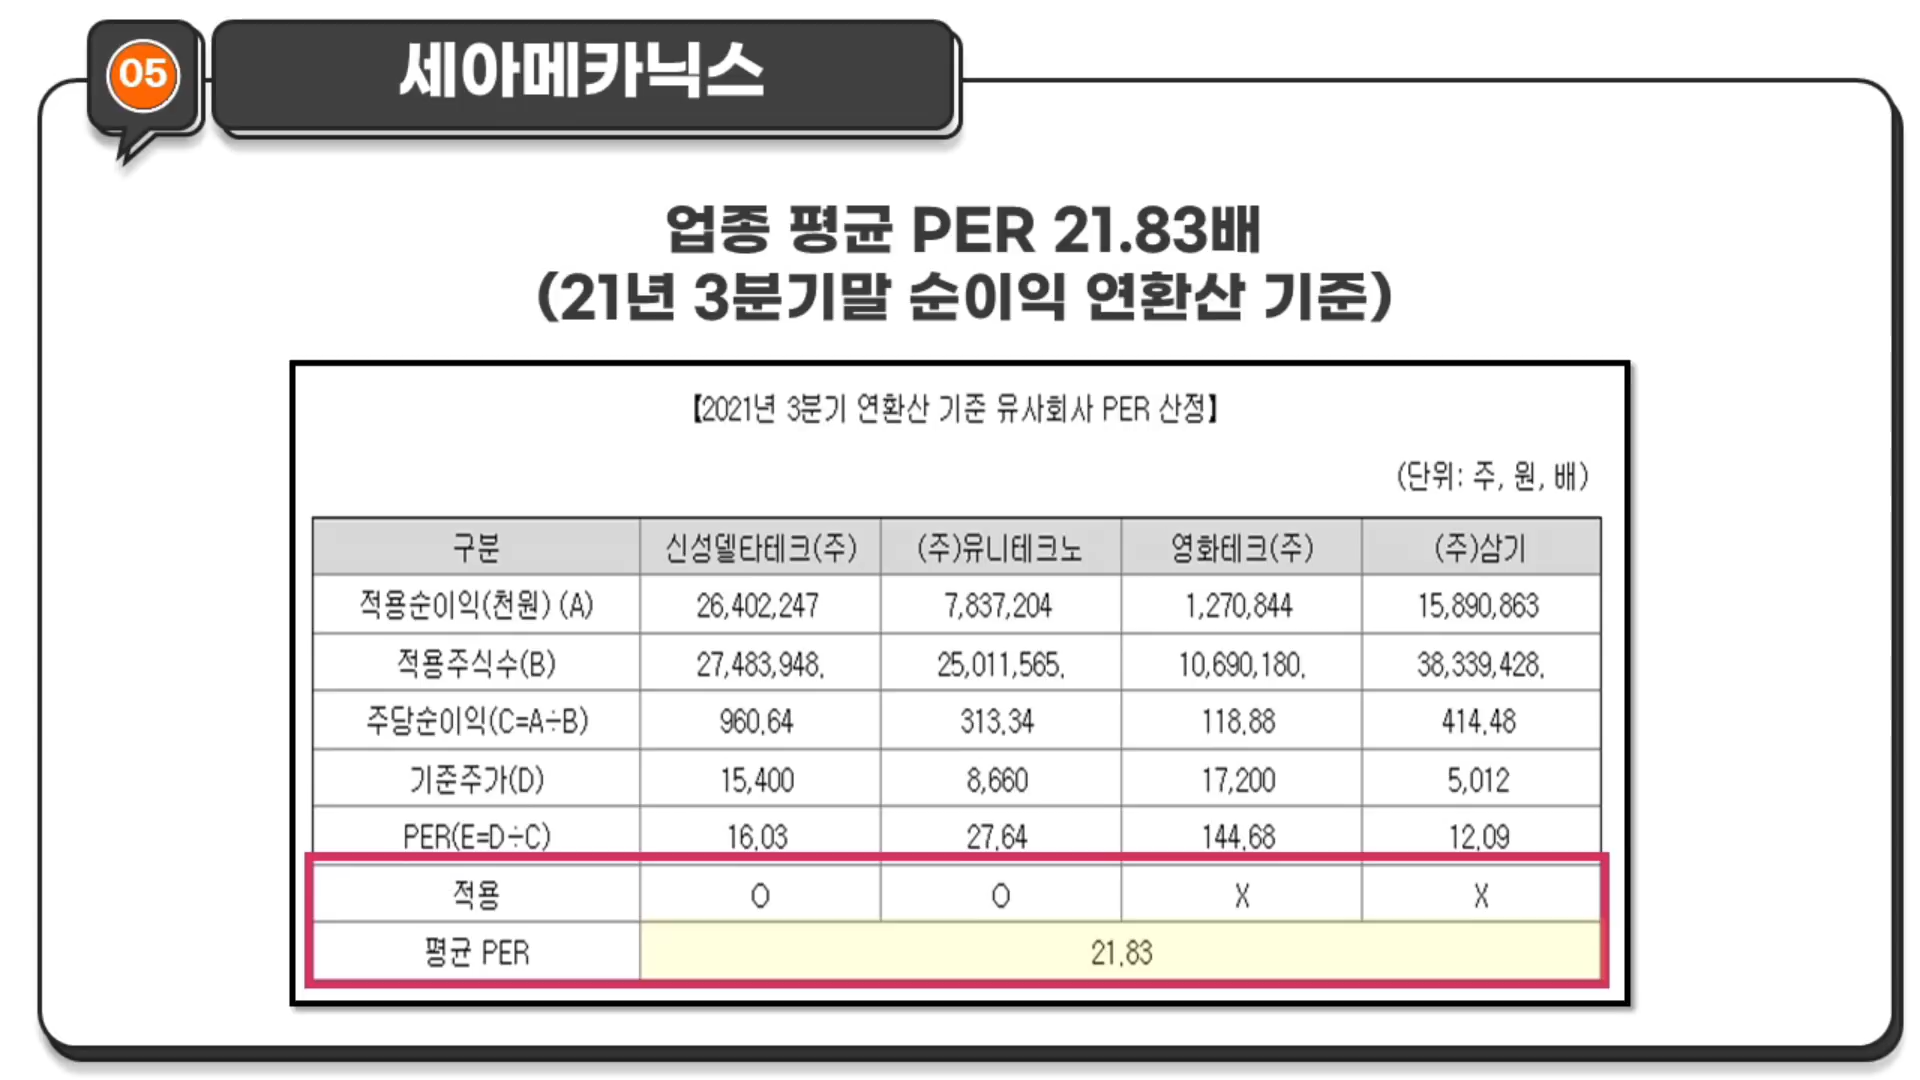 05
세아메카닉스
업종 평균 PER 21.83배
(21년 3분기말 순이익 연환산 기준)
【2021년 3분기 연환산 기준 유사회사 PER 산정】
(단위: 주, 원, 배)
구분 신성델타테크(주) (주)유니테크노 영화테크(주) (주)삼기
적용순이익(천원) (A) 26,402,247 7,837,204 1,270,844 15,890,863
적용주식수(B) 27,483,948. 25,011,565. 10,690,180. 38,339,428.
주당순이익(C=A÷B) 960.64 313.34 118.88 414.48
기준주가(D) 15,400 8,660 17,200 5,012
PER(E=D÷C) 16.03 27.64 144.68 12.09
적용 O O X X
평균 PER 21.83